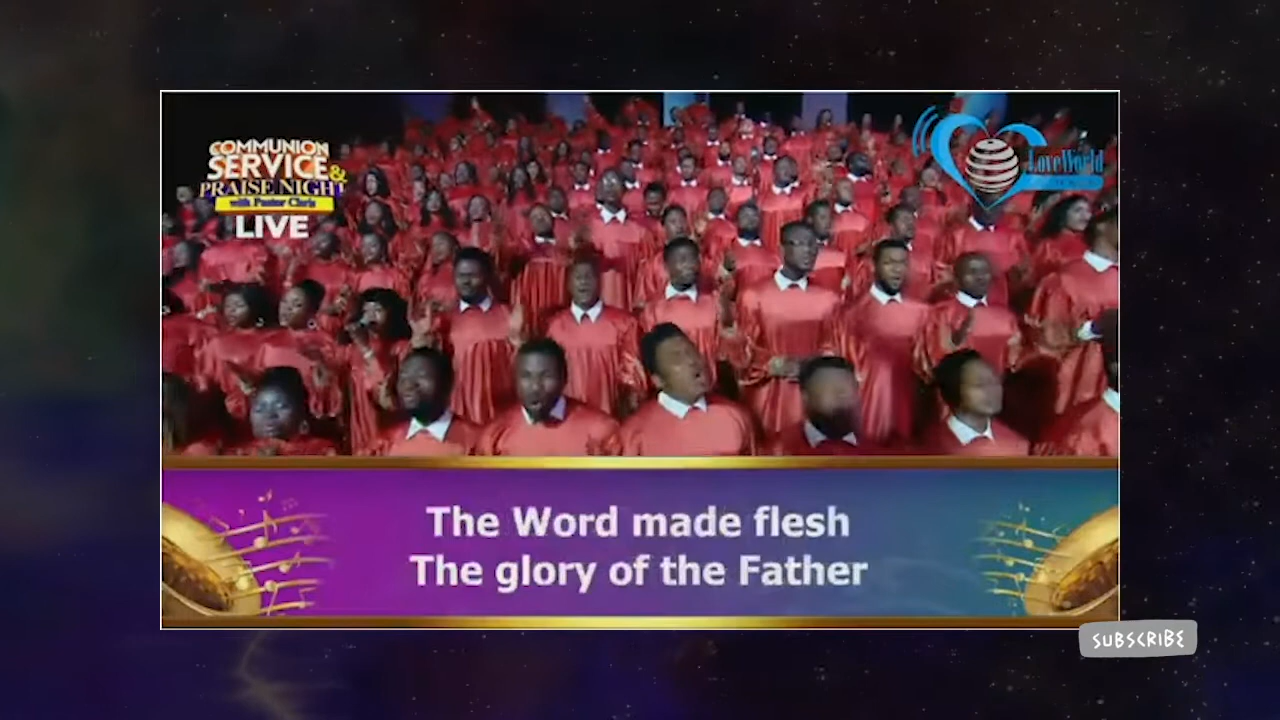 COMMUNION
SERVICE &
PRAISE NIGHT
with Pastor Chris
LIVE
LoveWorld
The Word made flesh
The glory of the Father
SUBSCRIBE